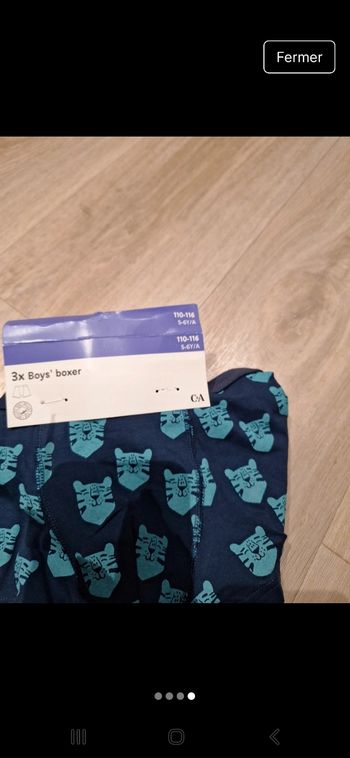 Fermer
110-116
5-6Y/A
110-116
5-6Y/A
3x Boys' boxer
C&A